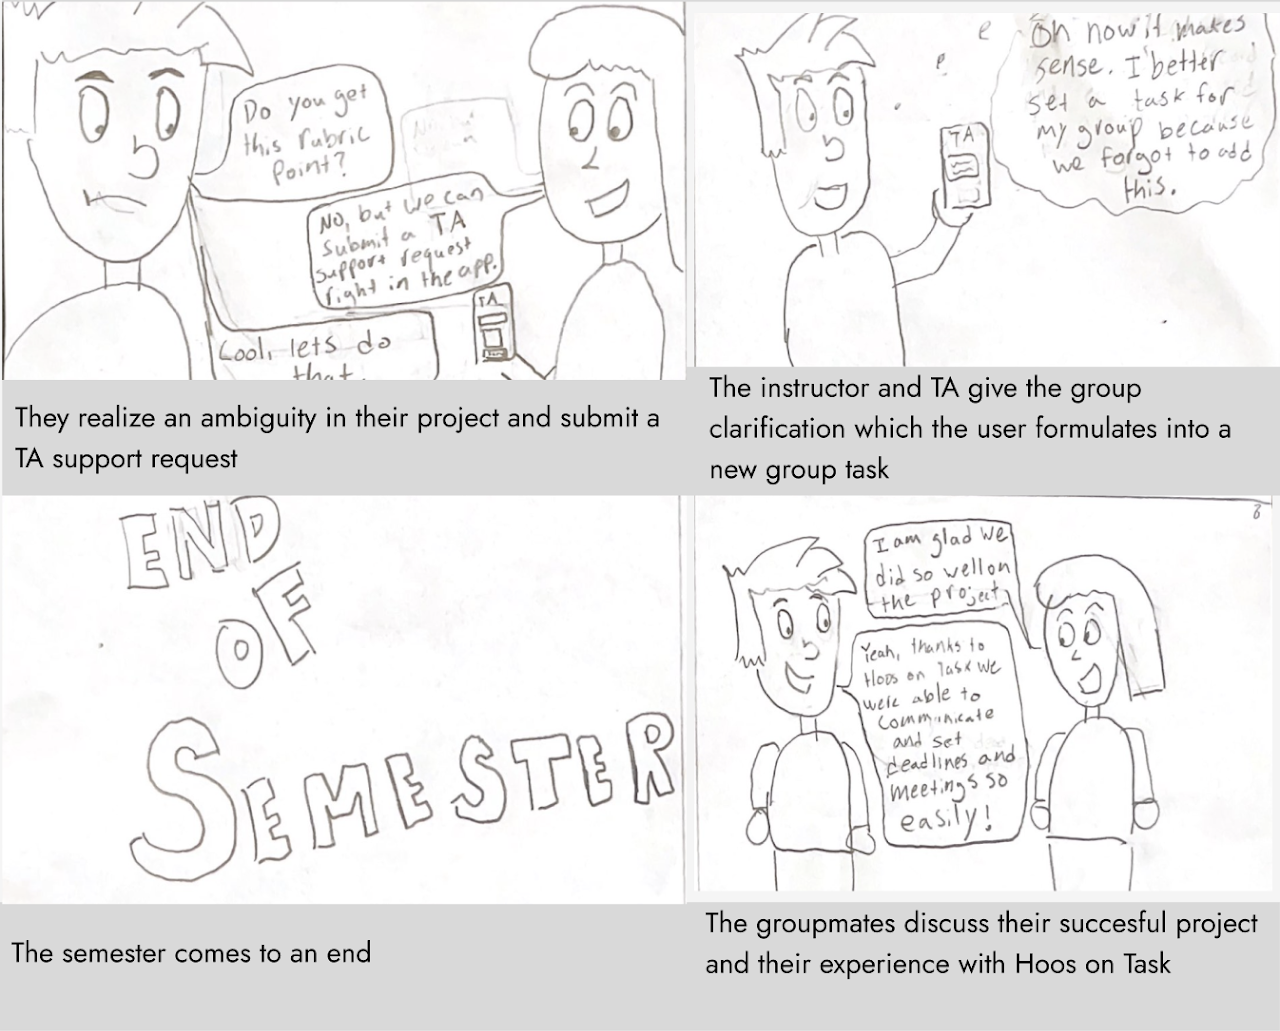 Do you get
this rubric
Point?
No, but we can
submit a TA
support request
right in the app.
TA
Cool, lets do
that.
They realize an ambiguity in their project and submit a
TA support request
Oh now it makes
sense. I better
set a task for
my group because
we forgot to add
this.
TA
The instructor and TA give the group
clarification which the user formulates into a
new group task
END
OF
SEMESTER
The semester comes to an end
8
I am glad we
did so well on
the project
Yeah, thanks to
Hoos on Task we
were able to
communicate
and set
deadlines and
meetings so
easily!
The groupmates discuss their succesful project
and their experience with Hoos on Task